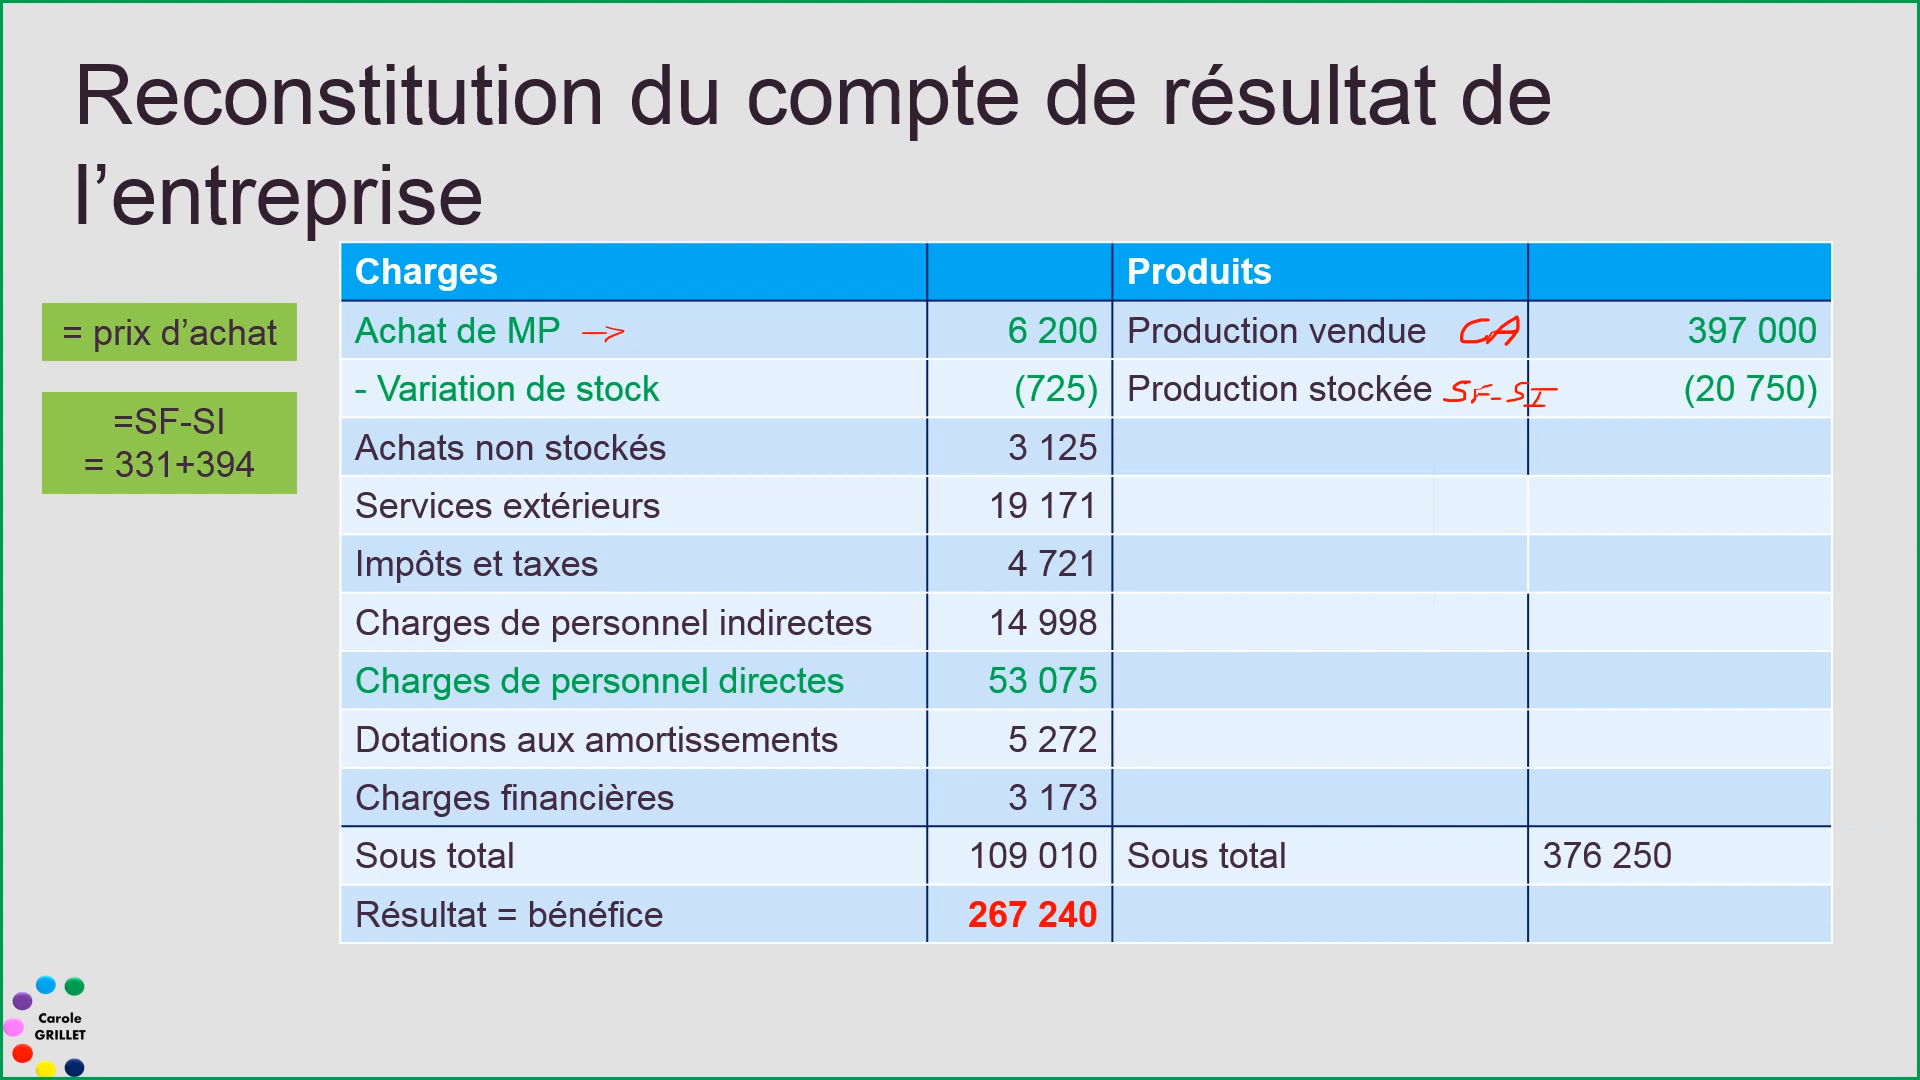 Reconstitution du compte de résultat de
l’entreprise
= prix d’achat
=SF-SI
= 331+394
Charges Produits
Achat de MP -> 6 200 Production vendue CA 397 000
- Variation de stock (725) Production stockée SF-SI (20 750)
Achats non stockés 3 125
Services extérieurs 19 171
Impôts et taxes 4 721
Charges de personnel indirectes 14 998
Charges de personnel directes 53 075
Dotations aux amortissements 5 272
Charges financières 3 173
Sous total 109 010 Sous total 376 250
Résultat = bénéfice 267 240
Carole
GRILLET